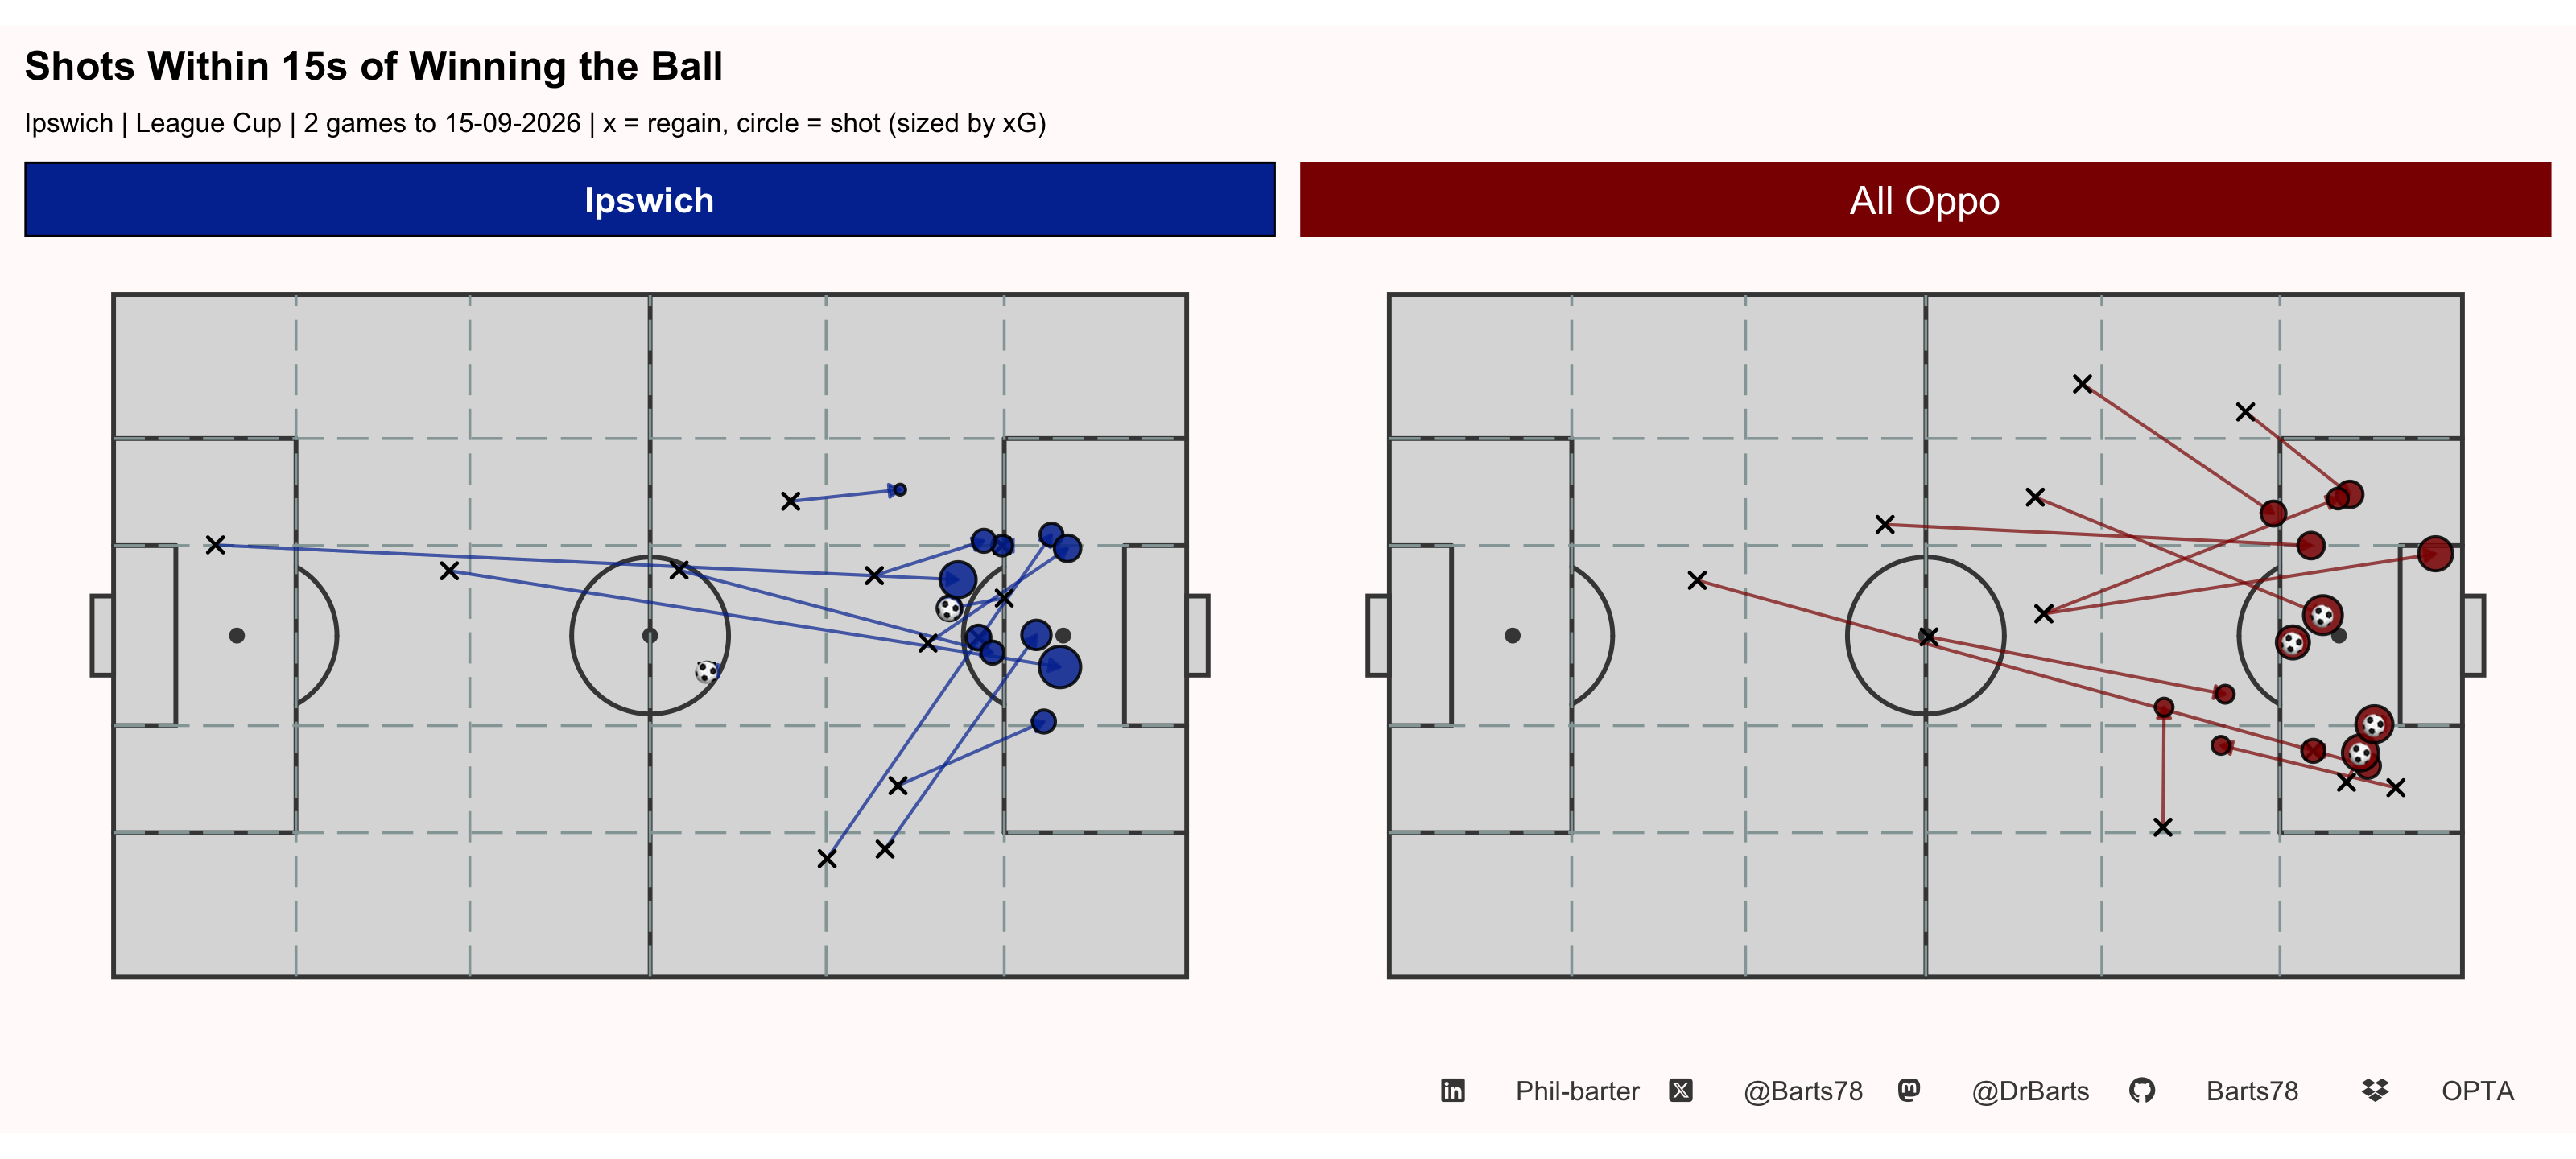 Shots Within 15s of Winning the Ball
Ipswich | League Cup | 2 games to 15-09-2026 | x = regain, circle = shot (sized by xG)
Ipswich
All Oppo
Phil-barter @Barts78 @DrBarts Barts78 OPTA